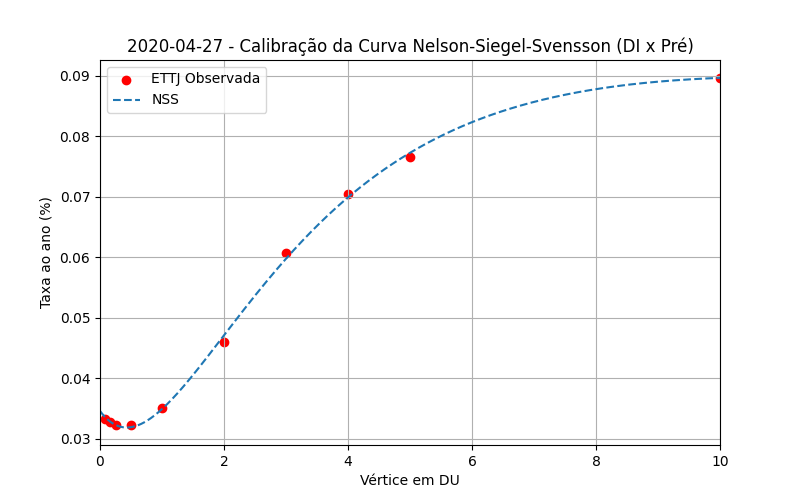 2020-04-27 - Calibração da Curva Nelson-Siegel-Svensson (DI x Pré)
ETTJ Observada
NSS
0.09
0.08
0.07
0.06
0.05
0.04
0.03
Taxa ao ano (%)
0 2 4 6 8 10
Vértice em DU